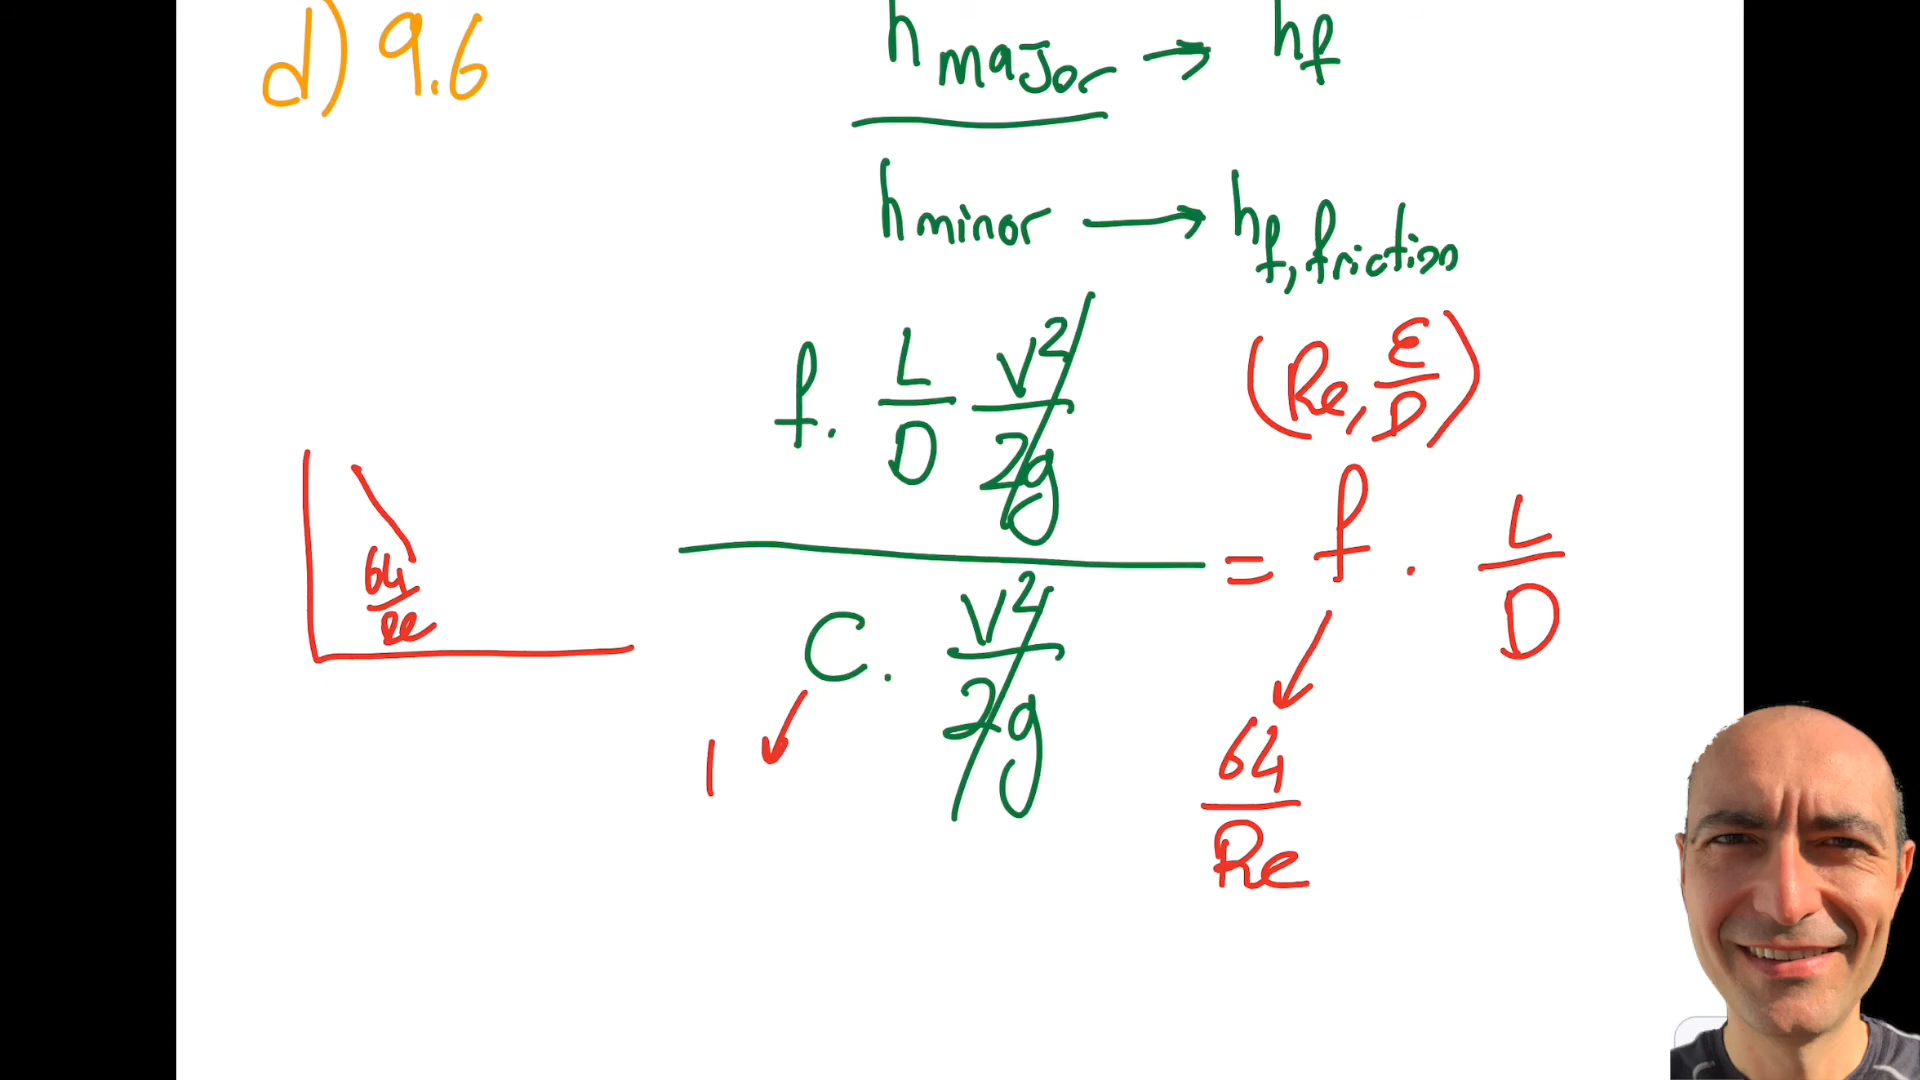 d) 9.6
h major → hf
h minor → hf, friction
f. L/D V²/2g
(Re, ε/D)
= f . L/D
64/Re
C. V²/2g
1
64/Re